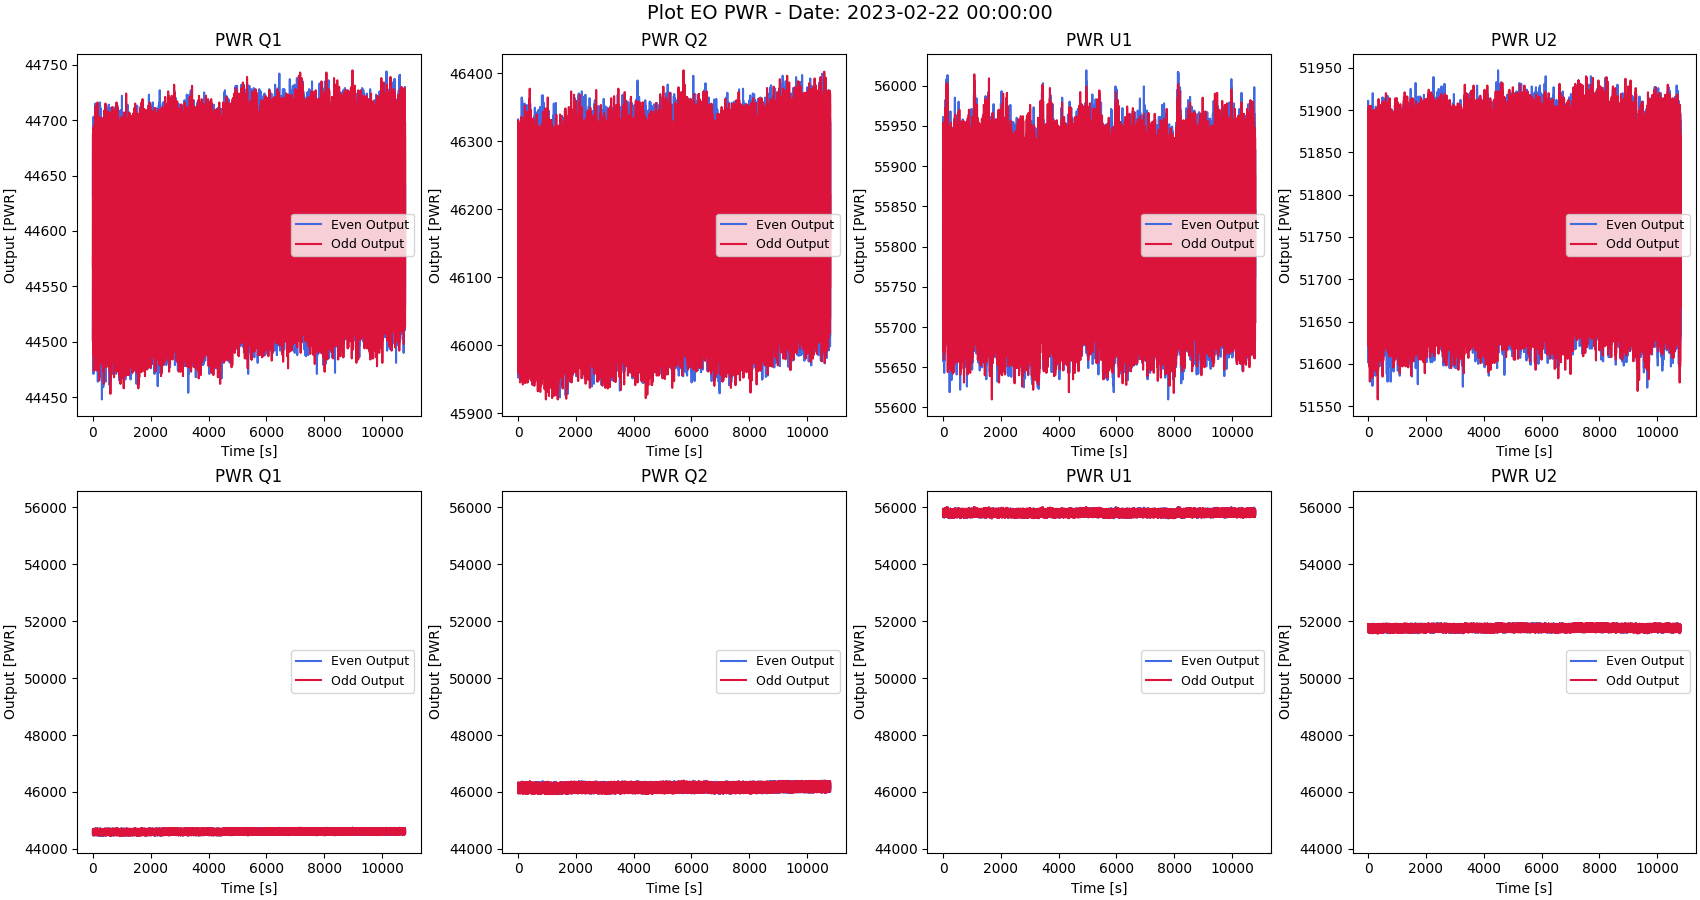 Plot EO PWR - Date: 2023-02-22 00:00:00
PWR Q1
Output [PWR]
44750
44700
44650
44600
44550
44500
44450
0 2000 4000 6000 8000 10000
Time [s]
Even Output
Odd Output
PWR Q2
Output [PWR]
46400
46300
46200
46100
46000
45900
0 2000 4000 6000 8000 10000
Time [s]
Even Output
Odd Output
PWR U1
Output [PWR]
56000
55950
55900
55850
55800
55750
55700
55650
55600
0 2000 4000 6000 8000 10000
Time [s]
Even Output
Odd Output
PWR U2
Output [PWR]
51950
51900
51850
51800
51750
51700
51650
51600
51550
0 2000 4000 6000 8000 10000
Time [s]
Even Output
Odd Output
PWR Q1
Output [PWR]
56000
54000
52000
50000
48000
46000
44000
0 2000 4000 6000 8000 10000
Time [s]
Even Output
Odd Output
PWR Q2
Output [PWR]
56000
54000
52000
50000
48000
46000
44000
0 2000 4000 6000 8000 10000
Time [s]
Even Output
Odd Output
PWR U1
Output [PWR]
56000
54000
52000
50000
48000
46000
44000
0 2000 4000 6000 8000 10000
Time [s]
Even Output
Odd Output
PWR U2
Output [PWR]
56000
54000
52000
50000
48000
46000
44000
0 2000 4000 6000 8000 10000
Time [s]
Even Output
Odd Output